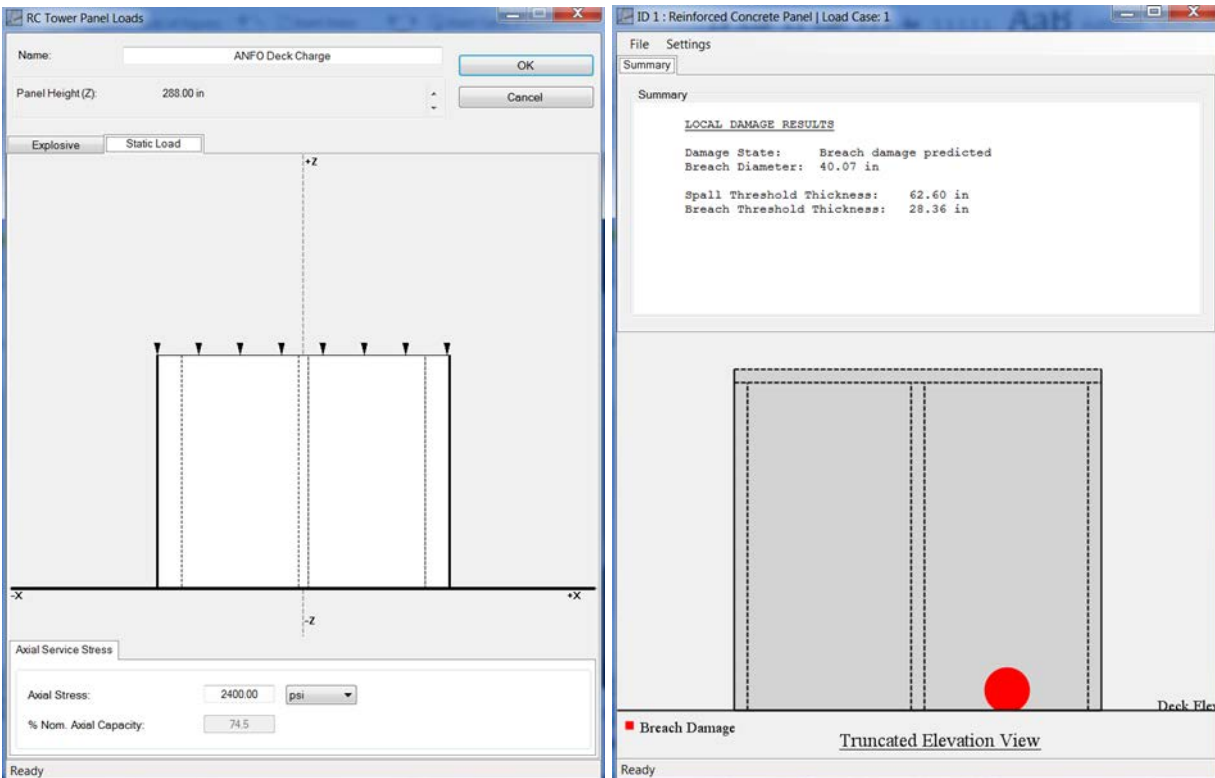 RC Tower Panel Loads
Name: ANFO Deck Charge
OK
Panel Height (Z): 288.00 in
Cancel
Explosive Static Load
+Z
-X +X
-Z
Axial Service Stress
Axial Stress: 2400.00 psi
% Nom. Axial Capacity: 74.5
Ready
ID 1 : Reinforced Concrete Panel | Load Case: 1
File Settings
Summary
Summary
LOCAL DAMAGE RESULTS
Damage State: Breach damage predicted
Breach Diameter: 40.07 in
Spall Threshold Thickness: 62.60 in
Breach Threshold Thickness: 28.36 in
Deck Ele
Breach Damage
Truncated Elevation View
Ready